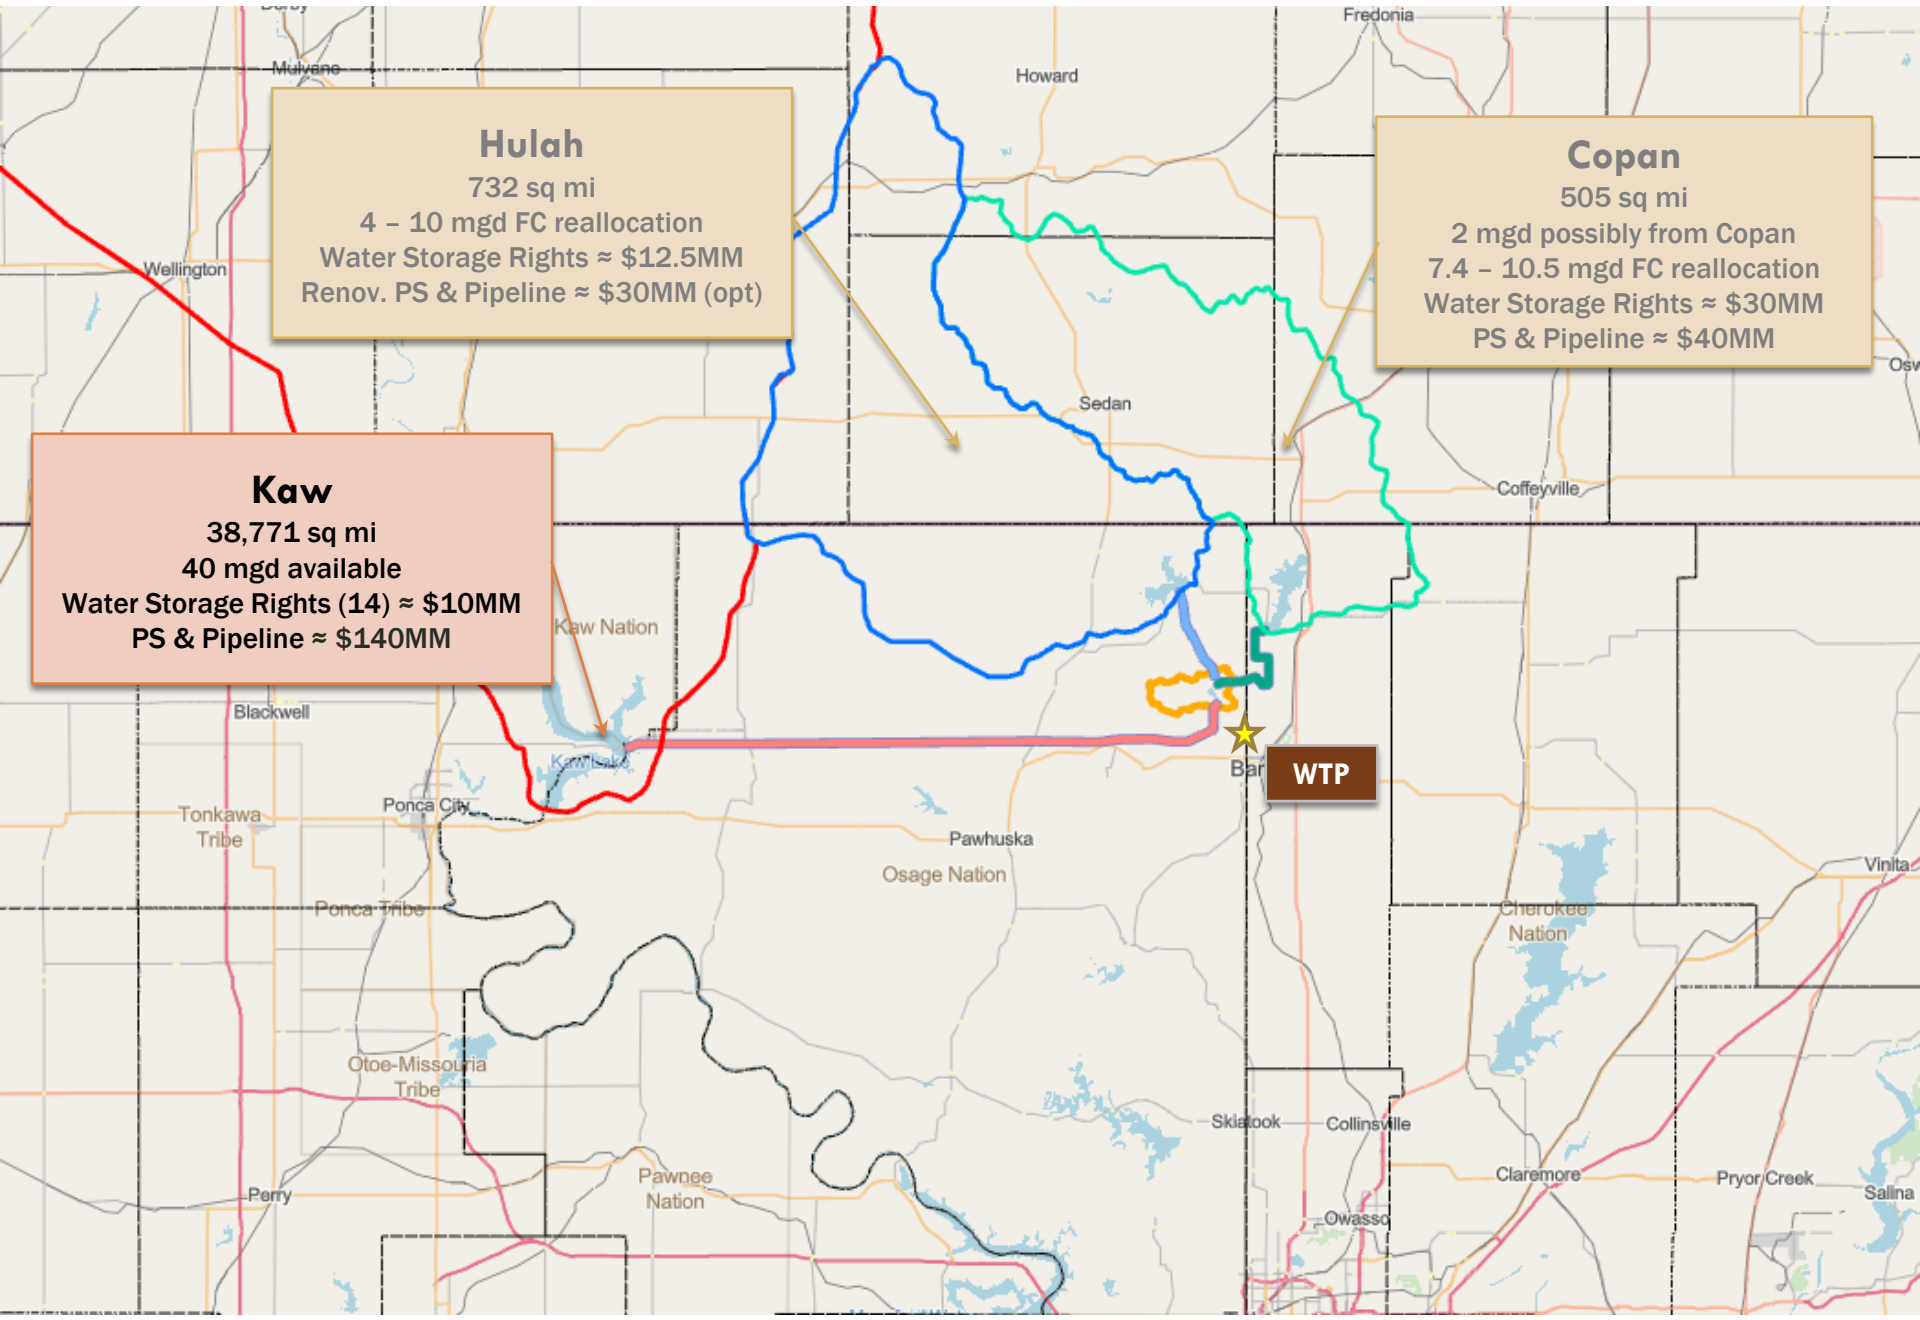 Derby
Fredonia
Mulvane
Howard
Hulah
732 sq mi
4 – 10 mgd FC reallocation
Water Storage Rights ≈ $12.5MM
Renov. PS & Pipeline ≈ $30MM (opt)
Copan
505 sq mi
2 mgd possibly from Copan
7.4 – 10.5 mgd FC reallocation
Water Storage Rights ≈ $30MM
PS & Pipeline ≈ $40MM
Wellington
Osw
Sedan
Coffeyville
Kaw
38,771 sq mi
40 mgd available
Water Storage Rights (14) ≈ $10MM
PS & Pipeline ≈ $140MM
Kaw Nation
Blackwell
Kaw Lake
Bar
WTP
Ponca City
Tonkawa
Tribe
Pawhuska
Osage Nation
Vinita
Ponca Tribe
Cherokee
Nation
Otoe-Missouria
Tribe
Skiatook
Collinsville
Pawnee
Nation
Claremore
Pryor Creek
Perry
Salina
Owasso